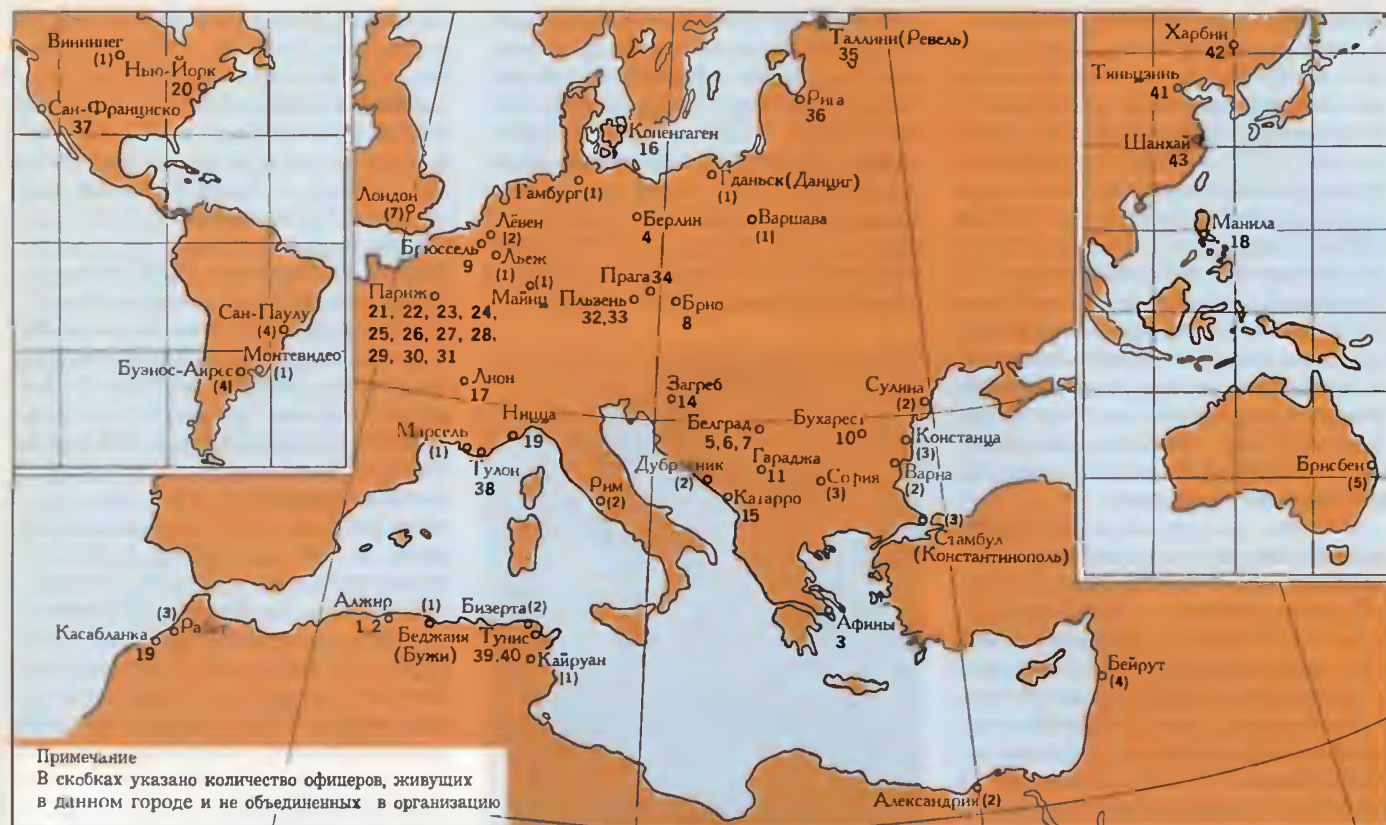 Виннипег
(1)
Нью-Йорк
20
Сан-Франциско
37
Сан-Паулу
(4)
Монтевидео
(1)
Буэнос-Айрес
(4)
Таллинн (Ревель)
35
Рига
36
Копенгаген
16
Гамбург (1)
Гданьск (Данциг)
(1)
Лондон
(7)
Лёвен
(2)
Берлин
4
Варшава
(1)
Брюссель
9
Льеж
(1)
(1)
Майнц
Прага 34
Пльзень
32,33
Брно
8
Париж
21, 22, 23, 24,
25, 26, 27, 28,
29, 30, 31
Лион
17
Загреб
14
Сулина
(2)
Ницца
19
Белград
5,6,7
Бухарест
10
Марсель
(1)
Констанца
(3)
Тулон
38
Гараджа
11
Дубровник
(2)
Варна
(2)
Рим
(2)
София
(3)
Катарро
15
(3)
Стамбул
(Константинополь)
(3)
Рабат
Касабланка
19
Алжир
1,2
(1)
Беджаия
(Бужи)
Бизерта (2)
Тунис
39.40
Кайруан
(1)
Афины
3
Бейрут
(4)
Александрия (2)
Харбин
42
Тяньцзинь
41
Шанхай
43
Манила
18
Брисбен
(5)
Примечание
В скобках указано количество офицеров, живущих
в данном городе и не объединенных в организацию